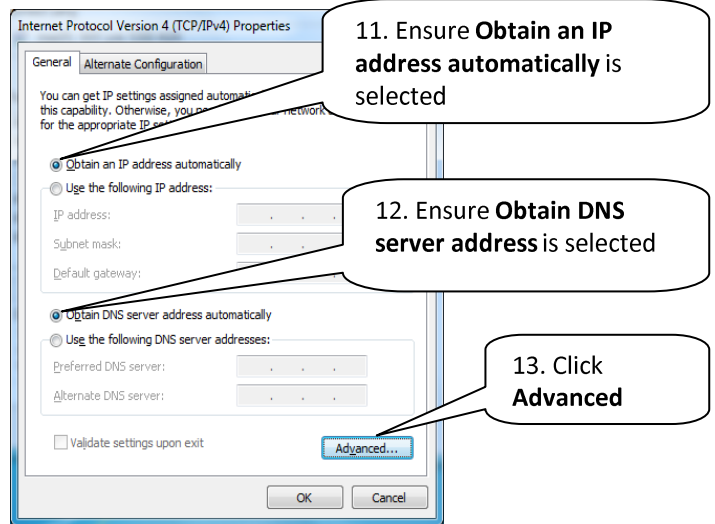 Internet Protocol Version 4 (TCP/IPv4) Properties
11. Ensure Obtain an IP
address automatically is
selected
General
Alternate Configuration
You can get IP settings assigned
this capability. Otherwise, you
for the appropriate IP
Obtain an IP address automatically
Use the following IP address:
IP address:
Subnet mask:
Default gateway:
12. Ensure Obtain DNS
server address is selected
Obtain DNS server address automatically
Use the following DNS server addresses:
Preferred DNS server:
Alternate DNS server:
13. Click
Advanced
Validate settings upon exit
Advanced...
OK
Cancel